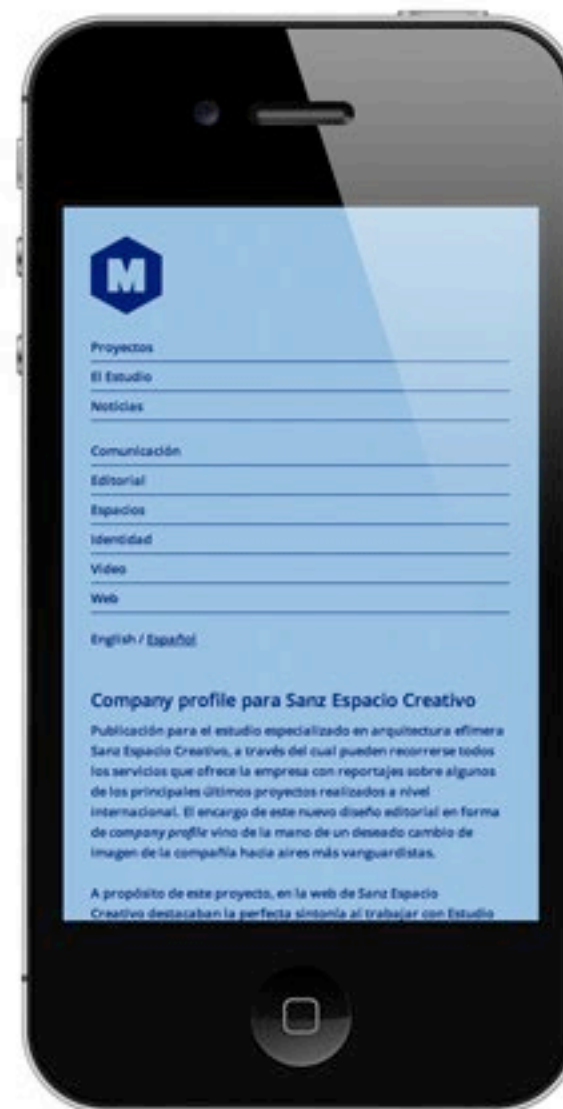 M
Proyectos
El Estudio
Noticias
Comunicación
Editorial
Espacios
Identidad
Video
Web
English / Español
Company profile para Sanz Espacio Creativo
Publicación para el estudio especializado en arquitectura efímera
Sanz Espacio Creativo, a través del cual pueden recorrerse todos
los servicios que ofrece la empresa con reportajes sobre algunos
de los principales últimos proyectos realizados a nivel
internacional. El encargo de este nuevo diseño editorial en forma
de company profile vino de la mano de un deseado cambio de
imagen de la compañía hacia aires más vanguardistas.
A propósito de este proyecto, en la web de Sanz Espacio
Creativo destacaban la perfecta sintonía al trabajar con Estudio